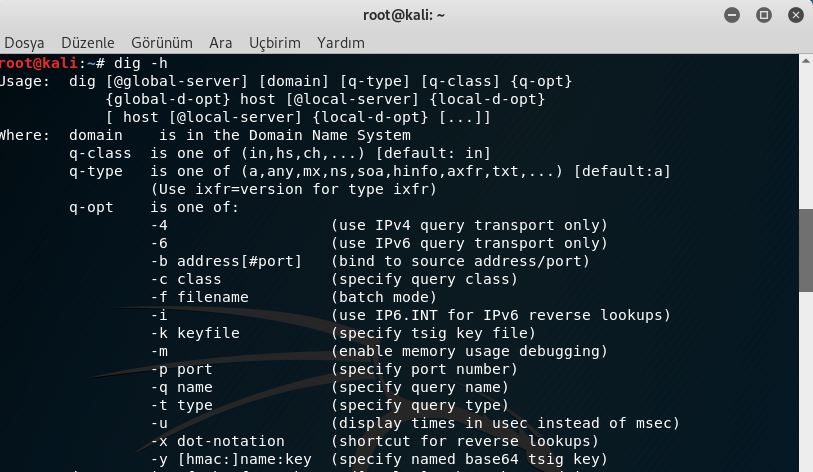 root@kali: ~
Dosya Düzenle Görünüm Ara Uçbirim Yardım
root@kali:~# dig -h
Usage:  dig [@global-server] [domain] [q-type] [q-class] {q-opt}
            {global-d-opt} host [@local-server] {local-d-opt}
            [ host [@local-server] {local-d-opt} [...]]
Where:  domain    is in the Domain Name System
        q-class  is one of (in,hs,ch,...) [default: in]
        q-type   is one of (a,any,mx,ns,soa,hinfo,axfr,txt,...) [default:a]
                 (Use ixfr=version for type ixfr)
        q-opt    is one of:
                 -4                  (use IPv4 query transport only)
                 -6                  (use IPv6 query transport only)
                 -b address[#port]   (bind to source address/port)
                 -c class            (specify query class)
                 -f filename         (batch mode)
                 -i                  (use IP6.INT for IPv6 reverse lookups)
                 -k keyfile          (specify tsig key file)
                 -m                  (enable memory usage debugging)
                 -p port             (specify port number)
                 -q name             (specify query name)
                 -t type             (specify query type)
                 -u                  (display times in usec instead of msec)
                 -x dot-notation     (shortcut for reverse lookups)
                 -y [hmac:]name:key  (specify named base64 tsig key)